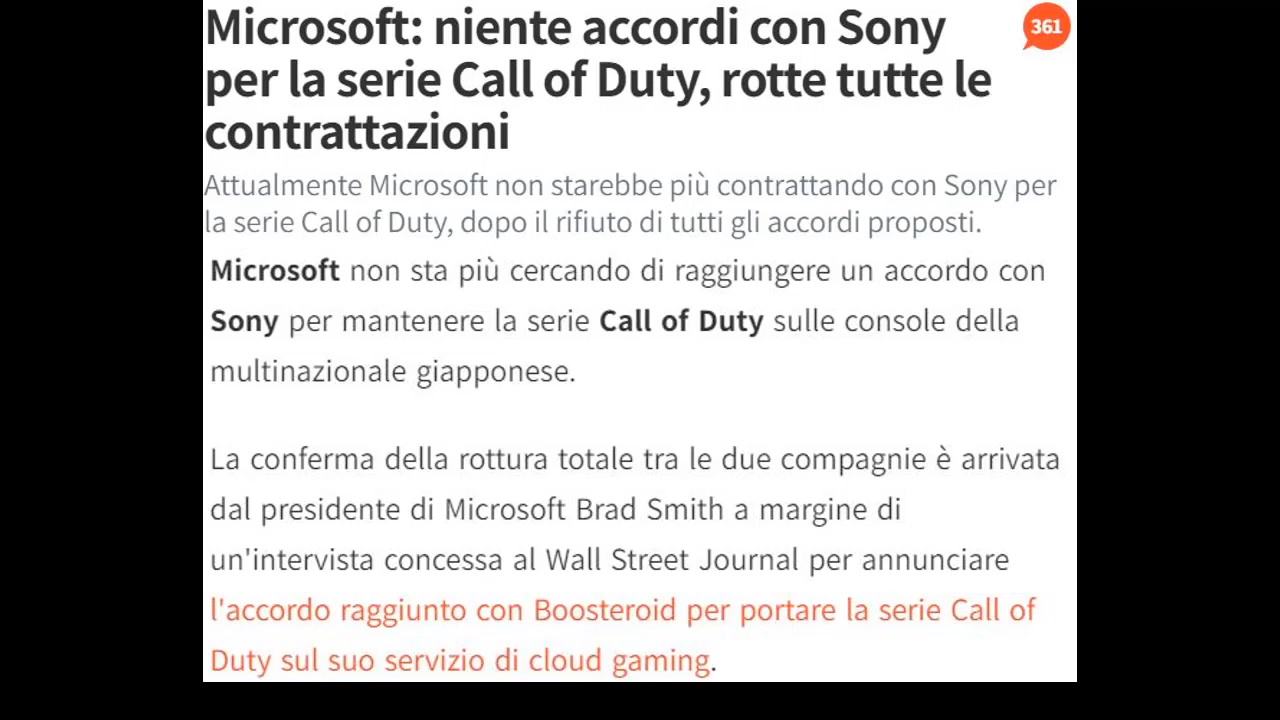 Microsoft: niente accordi con Sony
361
per la serie Call of Duty, rotte tutte le
contrattazioni
Attualmente Microsoft non starebbe più contrattando con Sony per
la serie Call of Duty, dopo il rifiuto di tutti gli accordi proposti.
Microsoft non sta più cercando di raggiungere un accordo con
Sony per mantenere la serie Call of Duty sulle console della
multinazionale giapponese.
La conferma della rottura totale tra le due compagnie è arrivata
dal presidente di Microsoft Brad Smith a margine di
un'intervista concessa al Wall Street Journal per annunciare
l'accordo raggiunto con Boosteroid per portare la serie Call of
Duty sul suo servizio di cloud gaming.